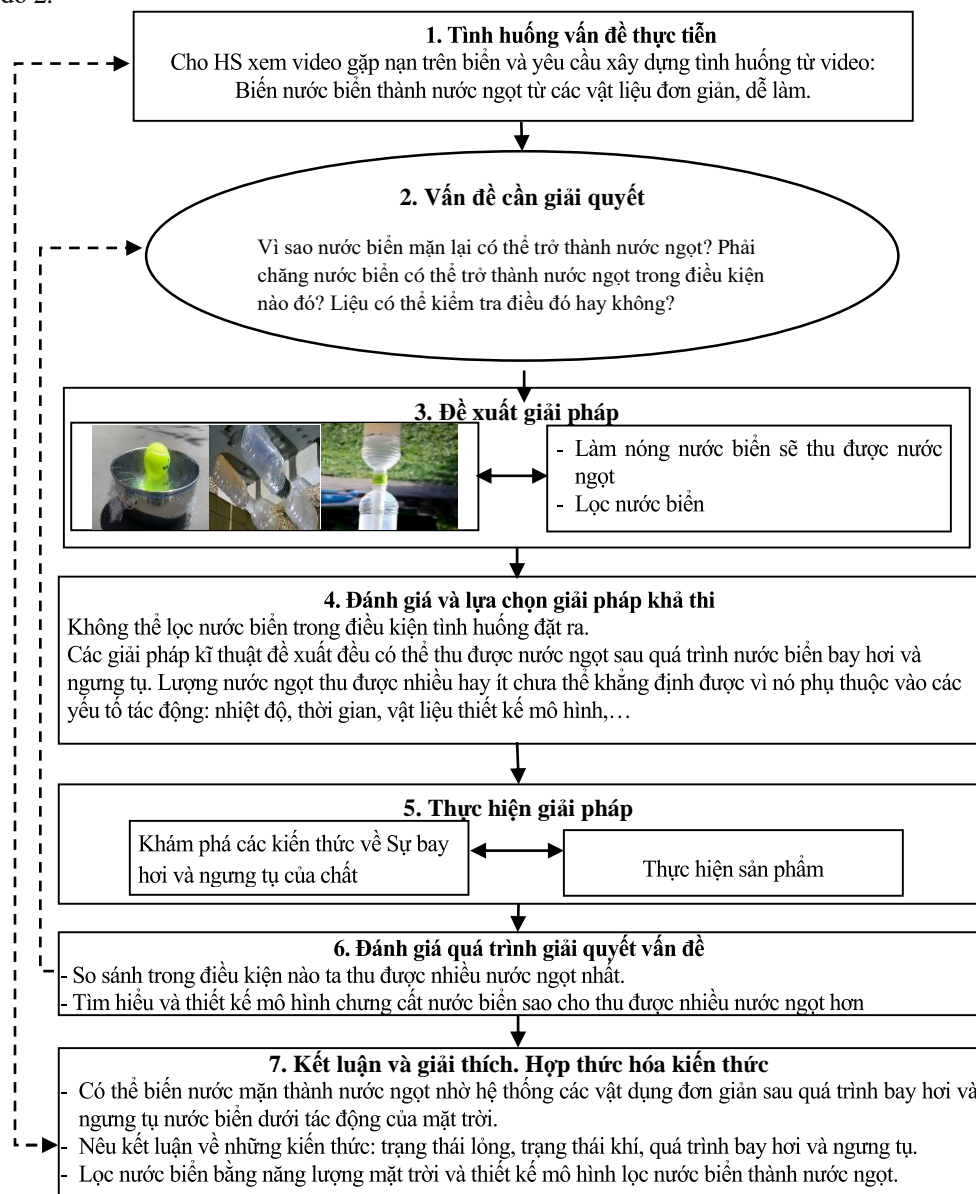 đồ 2.
1. Tình huống vấn đề thực tiễn
Cho HS xem video gặp nạn trên biển và yêu cầu xây dựng tình huống từ video:
Biến nước biển thành nước ngọt từ các vật liệu đơn giản, dễ làm.
2. Vấn đề cần giải quyết
Vì sao nước biển mặn lại có thể trở thành nước ngọt? Phải
chăng nước biển có thể trở thành nước ngọt trong điều kiện
nào đó? Liệu có thể kiểm tra điều đó hay không?
3. Đề xuất giải pháp
- Làm nóng nước biển sẽ thu được nước
ngọt
- Lọc nước biển
4. Đánh giá và lựa chọn giải pháp khả thi
Không thể lọc nước biển trong điều kiện tình huống đặt ra.
Các giải pháp kĩ thuật đề xuất đều có thể thu được nước ngọt sau quá trình nước biển bay hơi và
ngưng tụ. Lượng nước ngọt thu được nhiều hay ít chưa thể khẳng định được vì nó phụ thuộc vào các
yếu tố tác động: nhiệt độ, thời gian, vật liệu thiết kế mô hình,…
5. Thực hiện giải pháp
Khám phá các kiến thức về Sự bay
hơi và ngưng tụ của chất
Thực hiện sản phẩm
6. Đánh giá quá trình giải quyết vấn đề
- So sánh trong điều kiện nào ta thu được nhiều nước ngọt nhất.
- Tìm hiểu và thiết kế mô hình chưng cất nước biển sao cho thu được nhiều nước ngọt hơn
7. Kết luận và giải thích. Hợp thức hóa kiến thức
- Có thể biến nước mặn thành nước ngọt nhờ hệ thống các vật dụng đơn giản sau quá trình bay hơi và
ngưng tụ nước biển dưới tác động của mặt trời.
- Nêu kết luận về những kiến thức: trạng thái lỏng, trạng thái khí, quá trình bay hơi và ngưng tụ.
- Lọc nước biển bằng năng lượng mặt trời và thiết kế mô hình lọc nước biển thành nước ngọt.